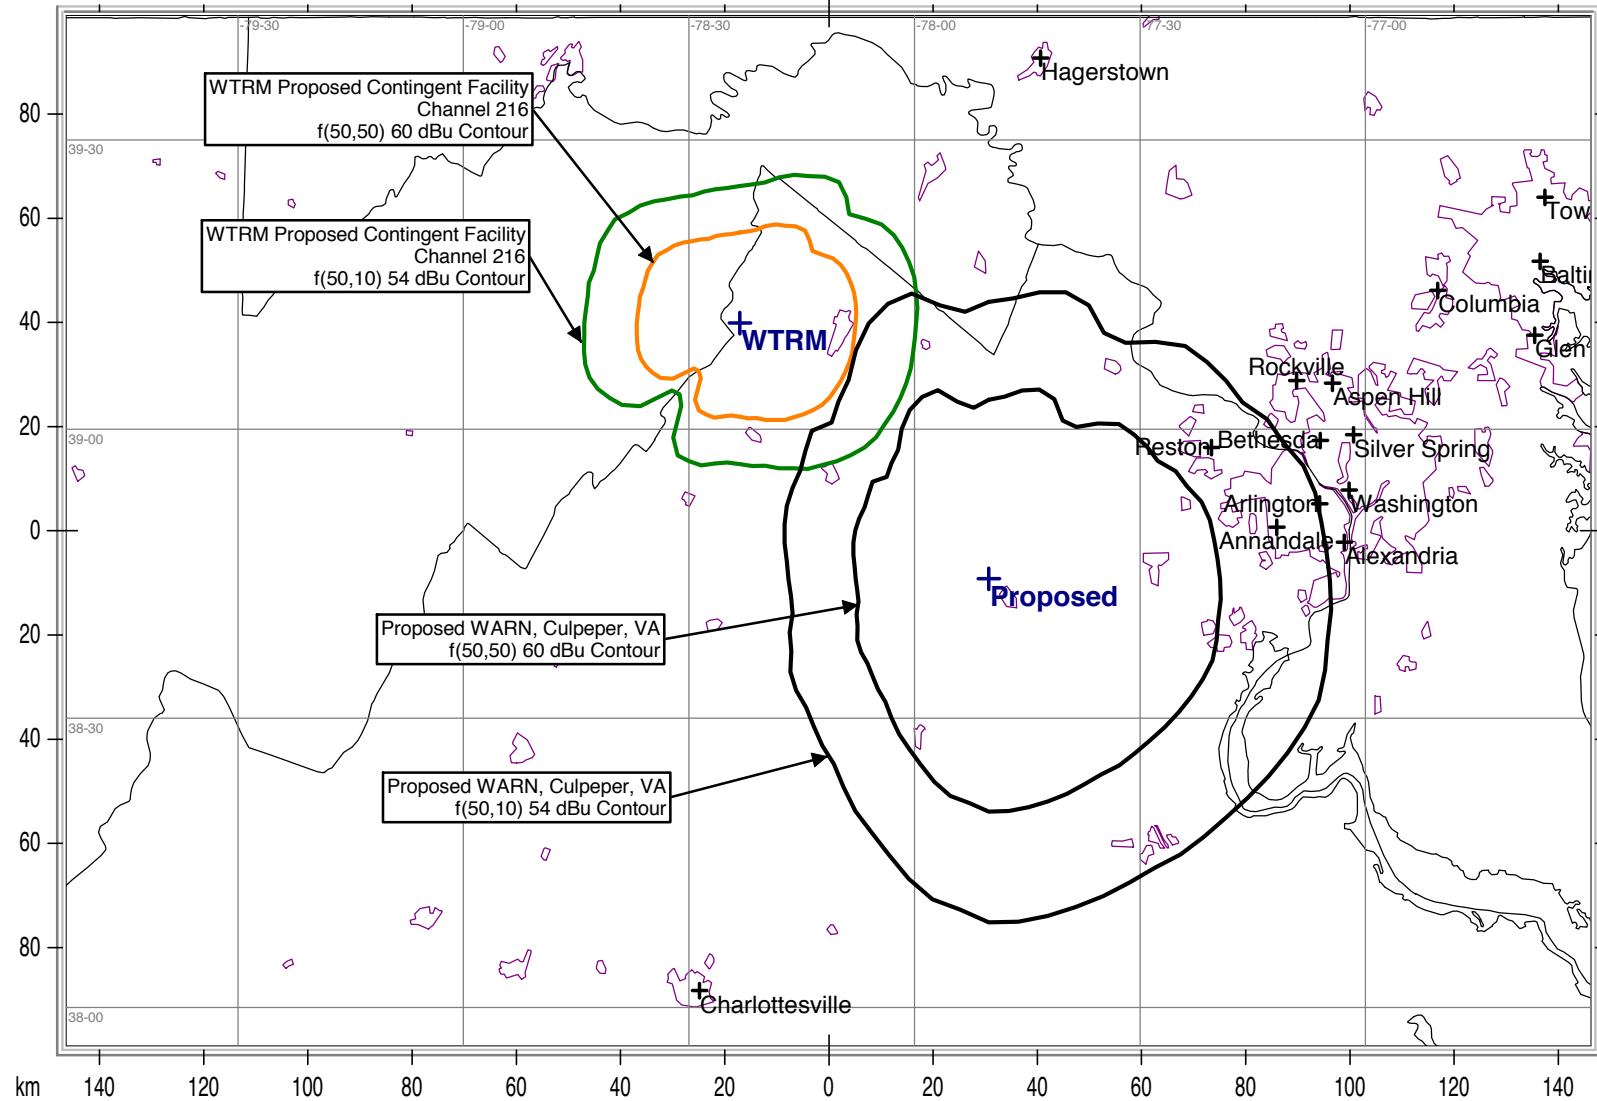 -79-30
-79-00
-78-30
-78-00
-77-30
-77-00
Hagerstown
WTRM Proposed Contingent Facility
Channel 216
f(50,50) 60 dBu Contour
80
39-30
60
Tow
WTRM Proposed Contingent Facility
Channel 216
f(50,10) 54 dBu Contour
Balti
Columbia
40
WTRM
Glen
Rockville
Aspen Hill
20
39-00
Reston
Bethesda
Silver Spring
Arlington
Washington
0
Annandale
Alexandria
Proposed
20
Proposed WARN, Culpeper, VA
f(50,50) 60 dBu Contour
38-30
40
Proposed WARN, Culpeper, VA
f(50,10) 54 dBu Contour
60
80
Charlottesville
38-00
km 140 120 100 80 60 40 20 0 20 40 60 80 100 120 140